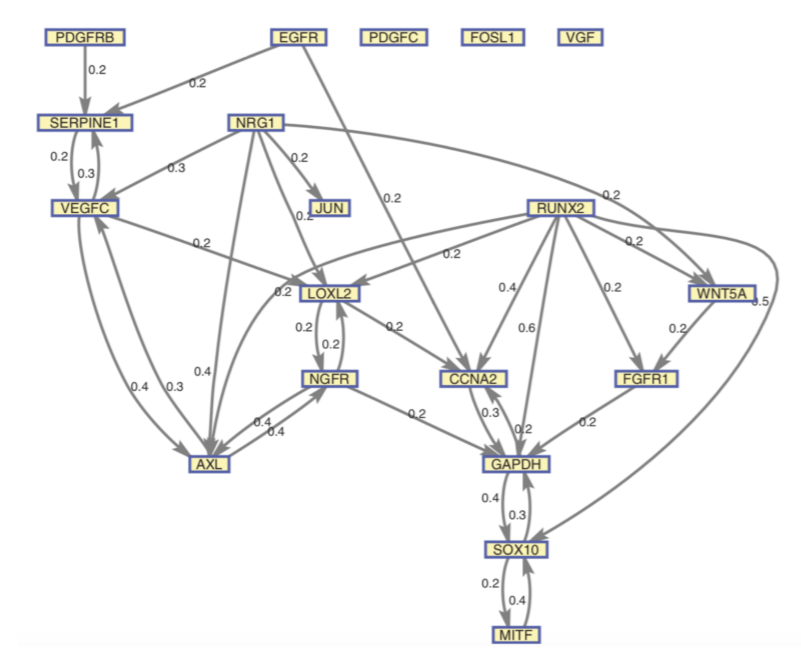 PDGFRB EGFR PDGFC FOSL1 VGF
0.2
0.2
SERPINE1 NRG1
0.2 0.2
0.3 0.3
0.2 0.2
VEGFC JUN RUNX2
0.2
0.2 0.2
0.2
0.2 LOXL2 0.4 0.2 WNT5A 0.5
0.2 0.2 0.6 0.2
0.2
0.4 NGFR CCNA2 FGFR1
0.4 0.3
0.4 0.2 0.3 0.2
0.4 0.2
AXL GAPDH
0.4
0.3
SOX10
0.2
0.4
MITF